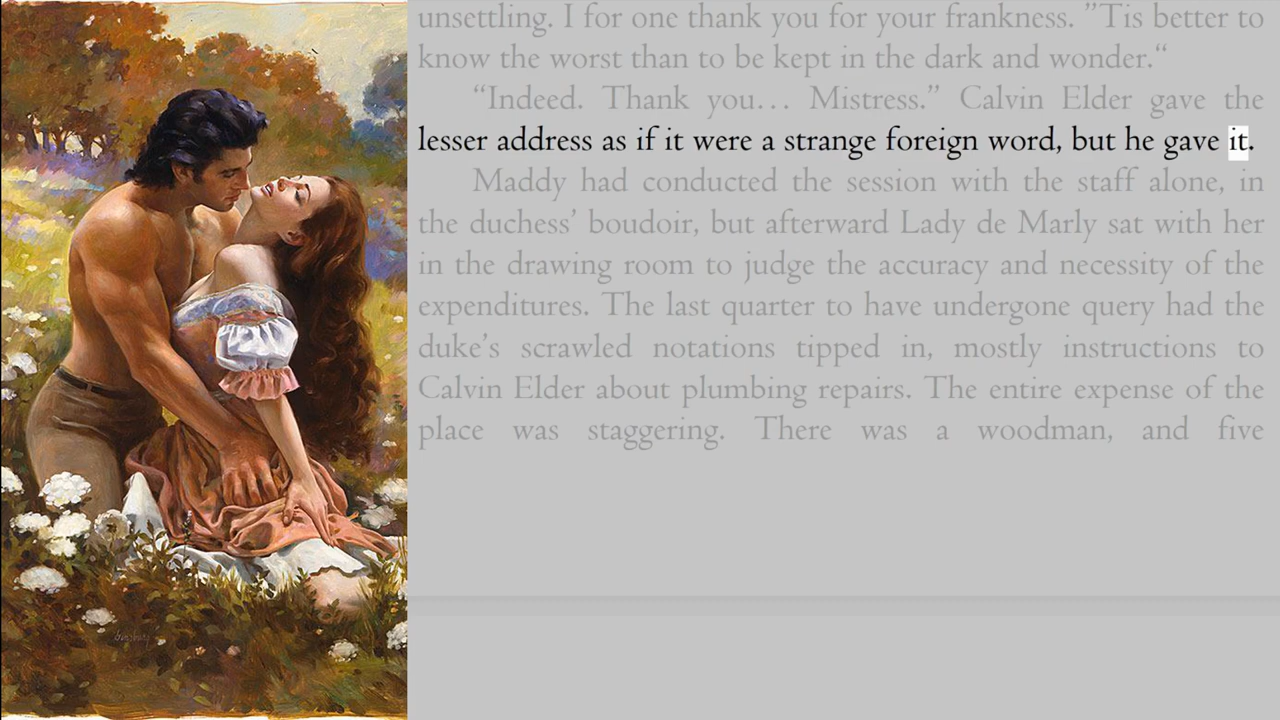 unsettling. I for one thank you for your frankness. ”Tis better to
know the worst than to be kept in the dark and wonder.“
“Indeed. Thank you… Mistress.” Calvin Elder gave the
lesser address as if it were a strange foreign word, but he gave it.
Maddy had conducted the session with the staff alone, in
the duchess’ boudoir, but afterward Lady de Marly sat with her
in the drawing room to judge the accuracy and necessity of the
expenditures. The last quarter to have undergone query had the
duke’s scrawled notations tipped in, mostly instructions to
Calvin Elder about plumbing repairs. The entire expense of the
place was staggering. There was a woodman, and five